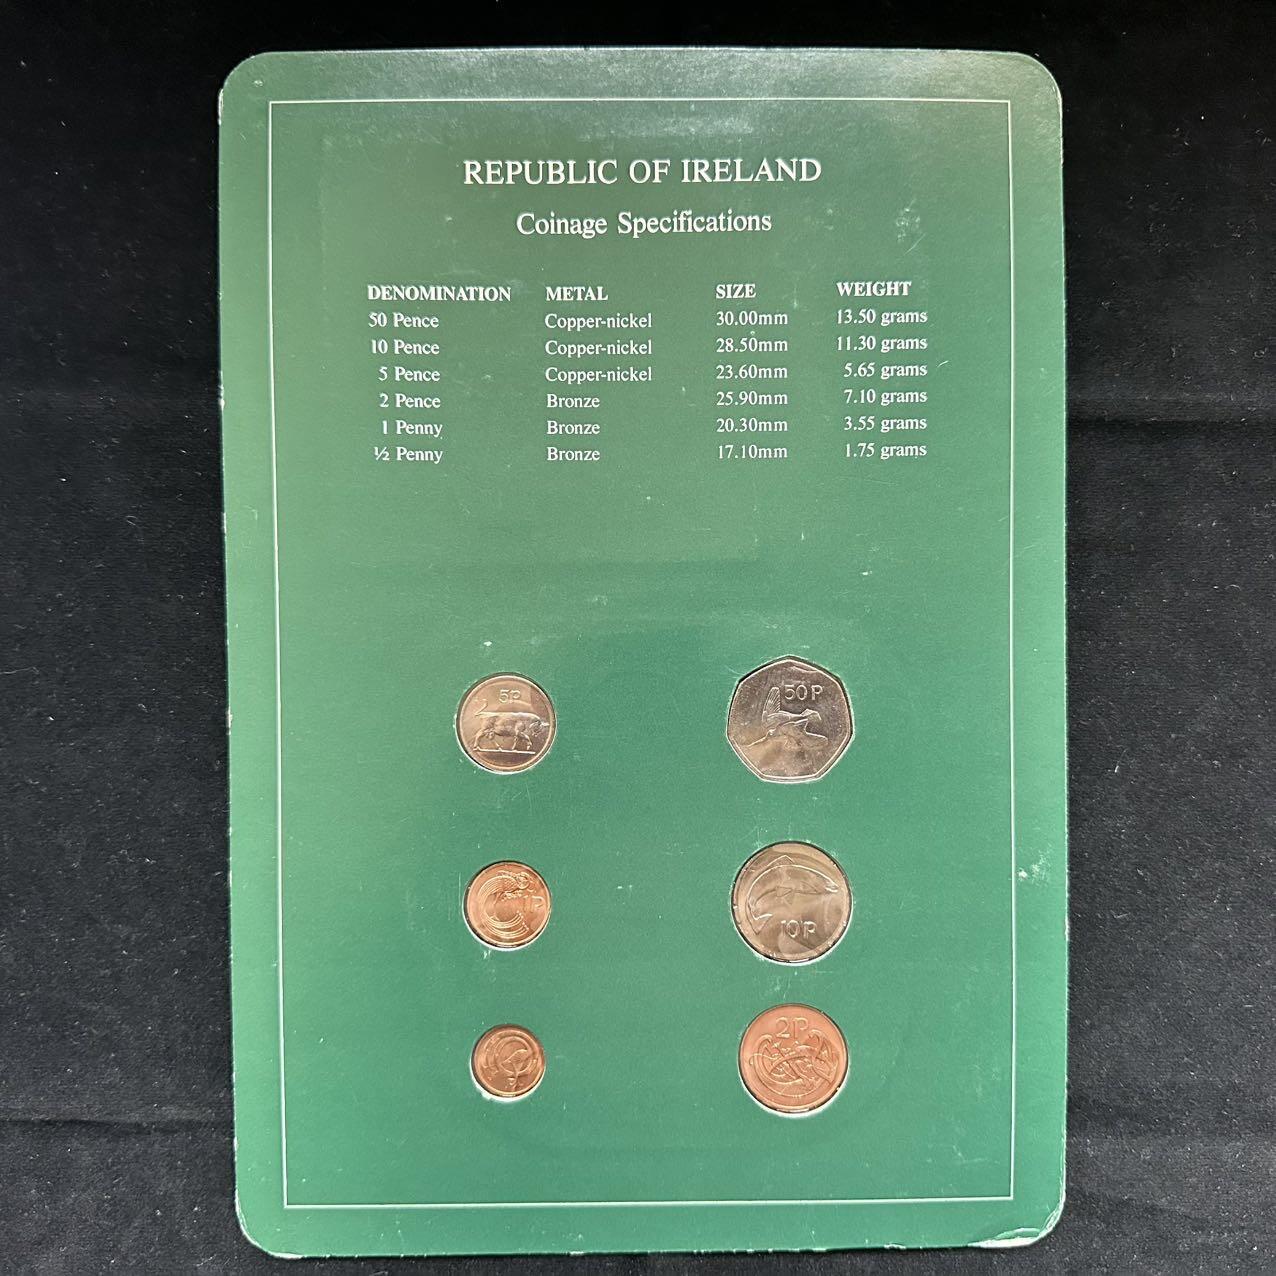 REPUBLIC OF IRELAND
Coinage Specifications
DENOMINATION METAL SIZE WEIGHT
50 Pence Copper-nickel 30.00mm 13.50 grams
10 Pence Copper-nickel 28.50mm 11.30 grams
5 Pence Copper-nickel 23.60mm 5.65 grams
2 Pence Bronze 25.90mm 7.10 grams
1 Penny Bronze 20.30mm 3.55 grams
½ Penny Bronze 17.10mm 1.75 grams
5P
50P
1P
10P
2P